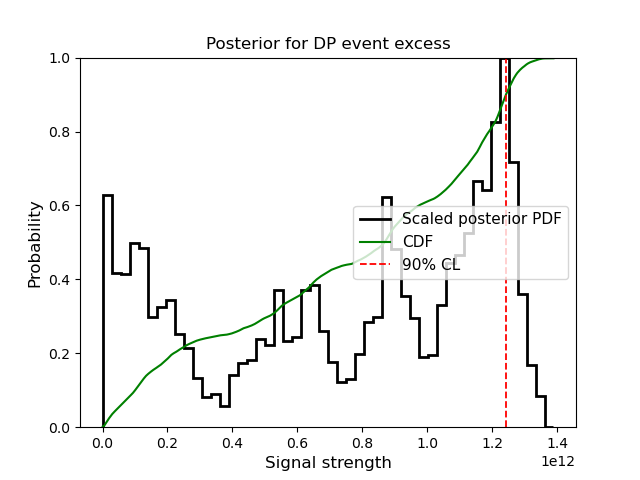 Posterior for DP event excess
1.0
0.8
0.6
0.4
0.2
0.0
Probability
Scaled posterior PDF
CDF
90% CL
0.0 0.2 0.4 0.6 0.8 1.0 1.2 1.4
1e12
Signal strength